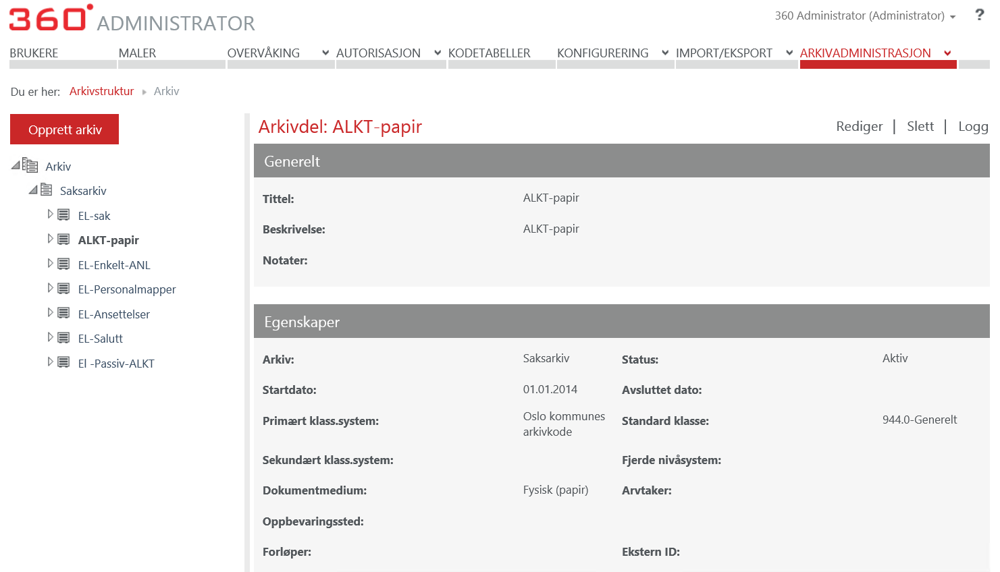 360° ADMINISTRATOR
360 Administrator (Administrator) ?
BRUKERE MALER OVERVÅKING AUTORISASJON KODETABELLER KONFIGURERING IMPORT/EKSPORT ARKIVADMINISTRASJON
Du er her: Arkivstruktur Arkiv
Opprett arkiv
Arkiv
Saksarkiv
EL-sak
ALKT-papir
EL-Enkelt-ANL
EL-Personalmapper
EL-Ansettelser
EL-Salutt
El -Passiv-ALKT
Arkivdel: ALKT-papir
Rediger | Slett | Logg
Generelt
Tittel: ALKT-papir
Beskrivelse: ALKT-papir
Notater:
Egenskaper
Arkiv: Saksarkiv Status: Aktiv
Startdato: 01.01.2014 Avsluttet dato:
Primært klass.system: Oslo kommunes arkivkode Standard klasse: 944.0-Generelt
Sekundært klass.system: Fjerde nivåsystem:
Dokumentmedium: Fysisk (papir) Arvtaker:
Oppbevaringssted:
Forløper: Ekstern ID: